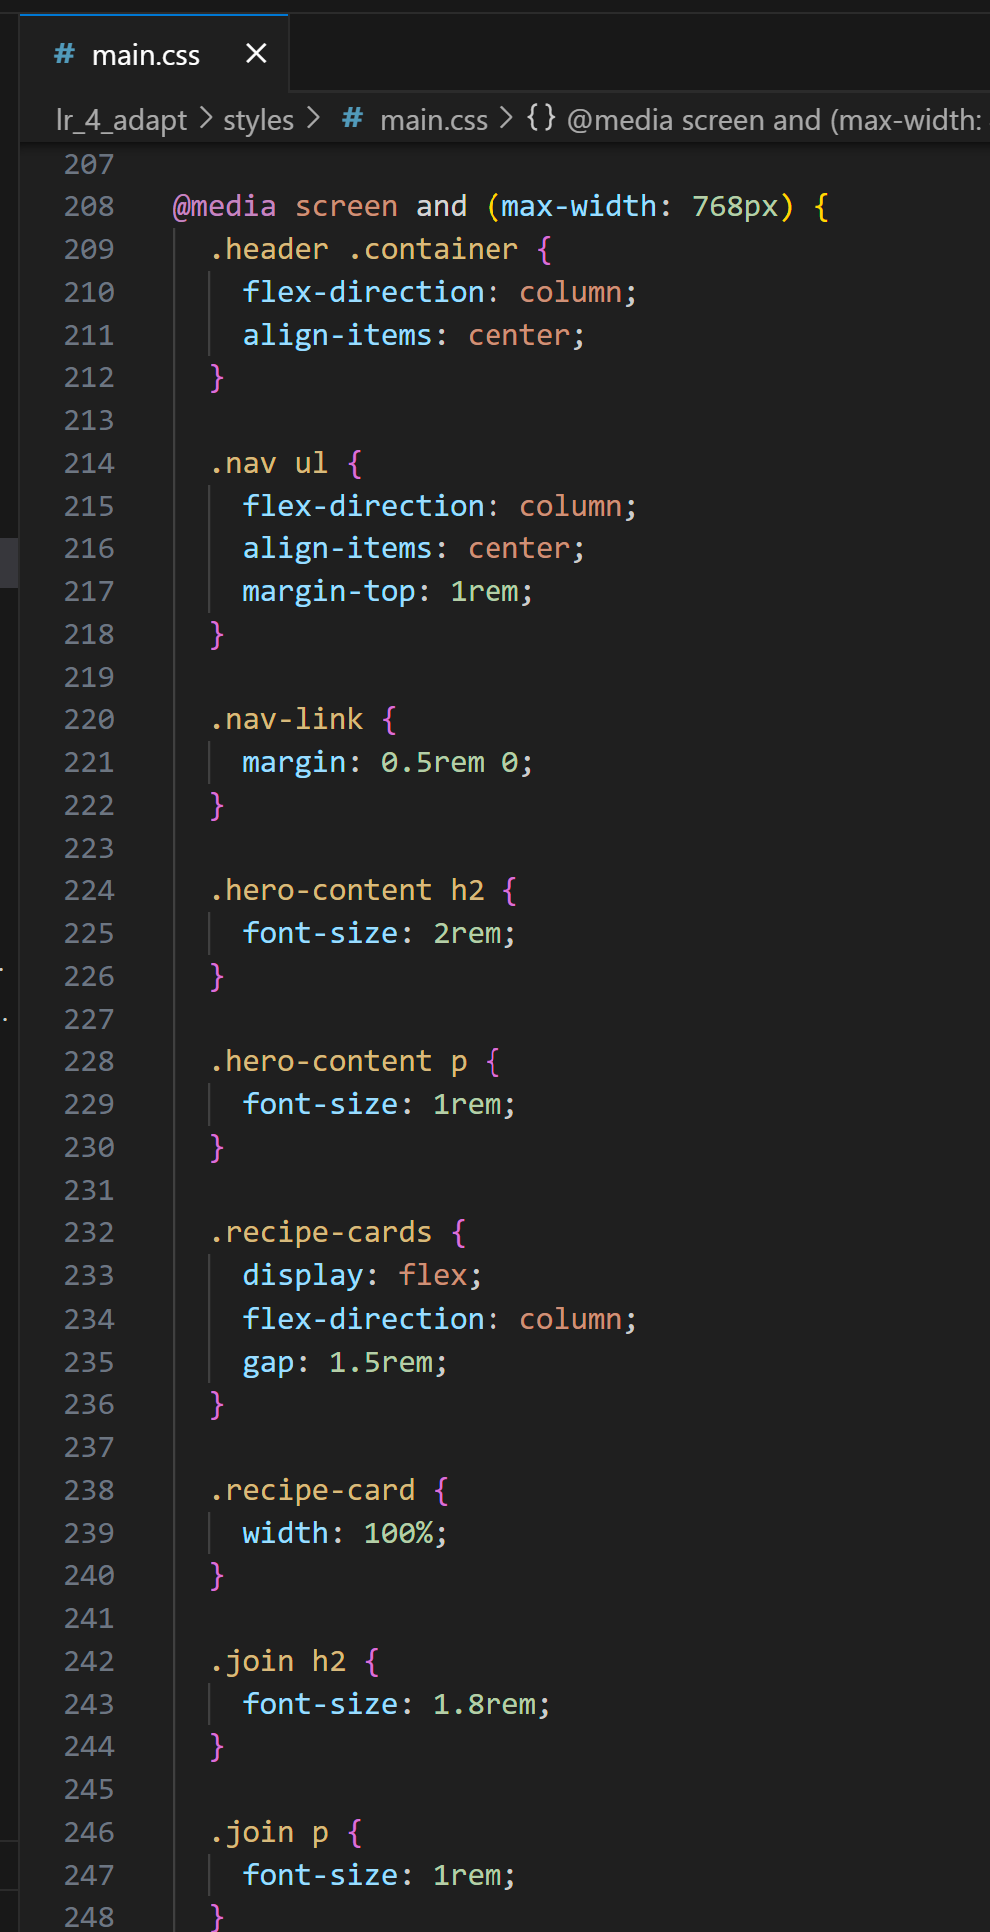 # main.css ×
lr_4_adapt > styles > # main.css > {} @media screen and (max-width:
207
208 @media screen and (max-width: 768px) {
209 .header .container {
210 flex-direction: column;
211 align-items: center;
212 }
213
214 .nav ul {
215 flex-direction: column;
216 align-items: center;
217 margin-top: 1rem;
218 }
219
220 .nav-link {
221 margin: 0.5rem 0;
222 }
223
224 .hero-content h2 {
225 font-size: 2rem;
226 }
227
228 .hero-content p {
229 font-size: 1rem;
230 }
231
232 .recipe-cards {
233 display: flex;
234 flex-direction: column;
235 gap: 1.5rem;
236 }
237
238 .recipe-card {
239 width: 100%;
240 }
241
242 .join h2 {
243 font-size: 1.8rem;
244 }
245
246 .join p {
247 font-size: 1rem;
248 }